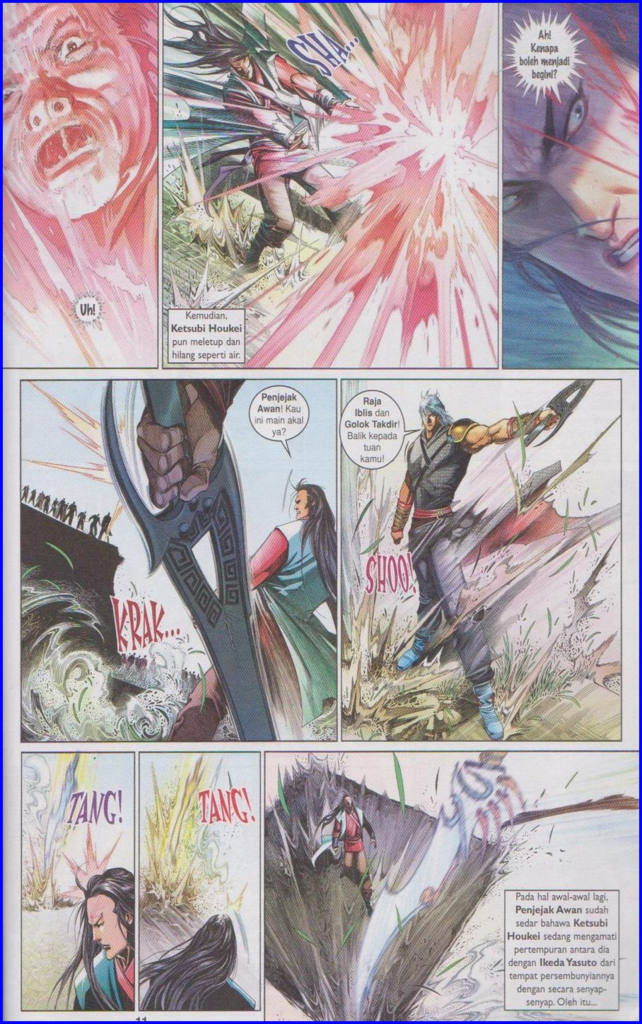 Uh!
SHA...
Kemudian,
Ketsubi Houkei
pun meletup dan
hilang seperti air.
Ah!
Kenapa
boleh menjadi
begini?
Penjejak
Awan! Kau
ini main akal
ya?
KRAK...
Raja
Iblis dan
Golok Takdir!
Balik kepada
tuan
kamu!
SHOO!
TANG!
TANG!
Pada hal awal-awal lagi,
Penjejak Awan sudah
sedar bahawa Ketsubi
Houkei sedang mengamati
pertempuran antara dia
dengan Ikeda Yasuto dari
tempat persembunyiannya
dengan secara senyap-
senyap. Oleh itu...